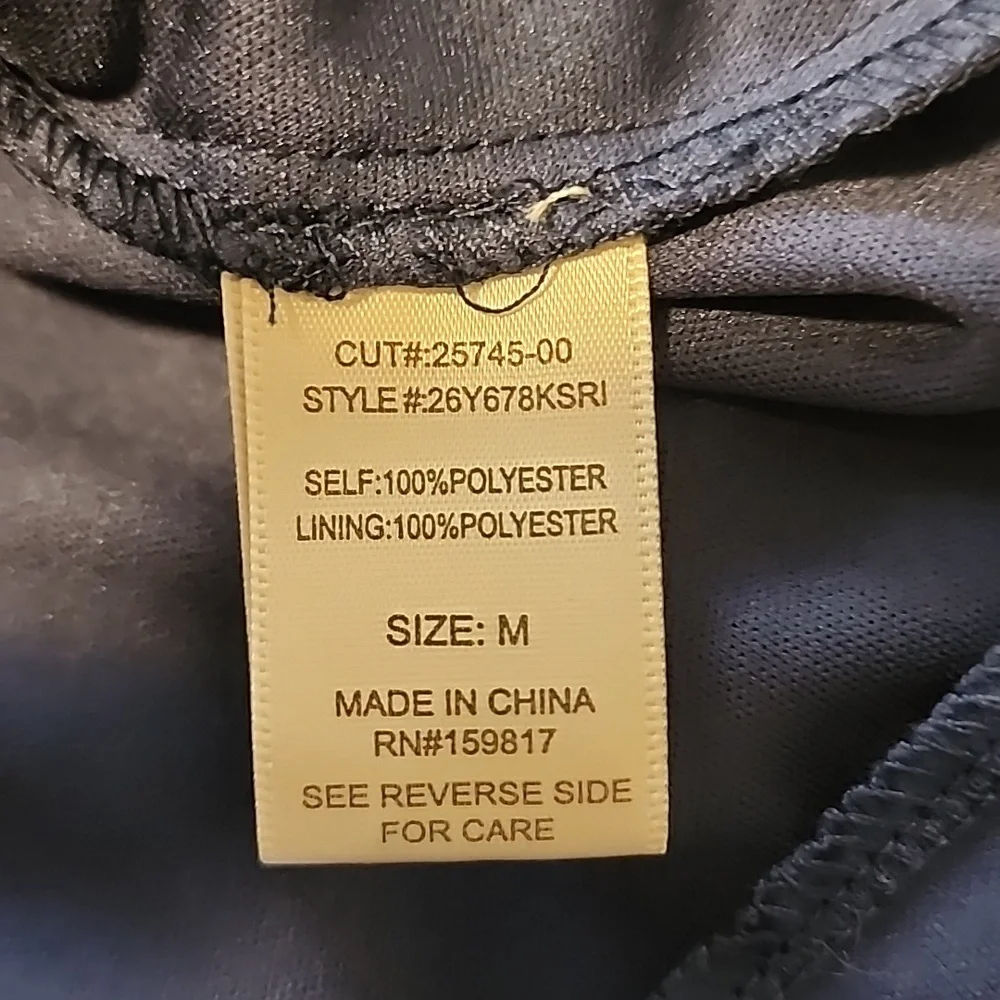 CUT#:25745-00
STYLE#:26Y678KSRI
SELF:100%POLYESTER
LINING:100%POLYESTER
SIZE: M
MADE IN CHINA
RN#159817
SEE REVERSE SIDE
FOR CARE